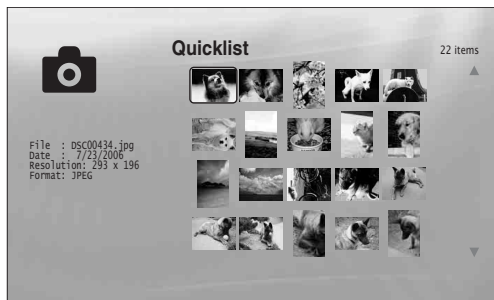 Quicklist
22 items
File : DSC00434.jpg
Date : 7/23/2006
Resolution: 293 x 196
Format: JPEG